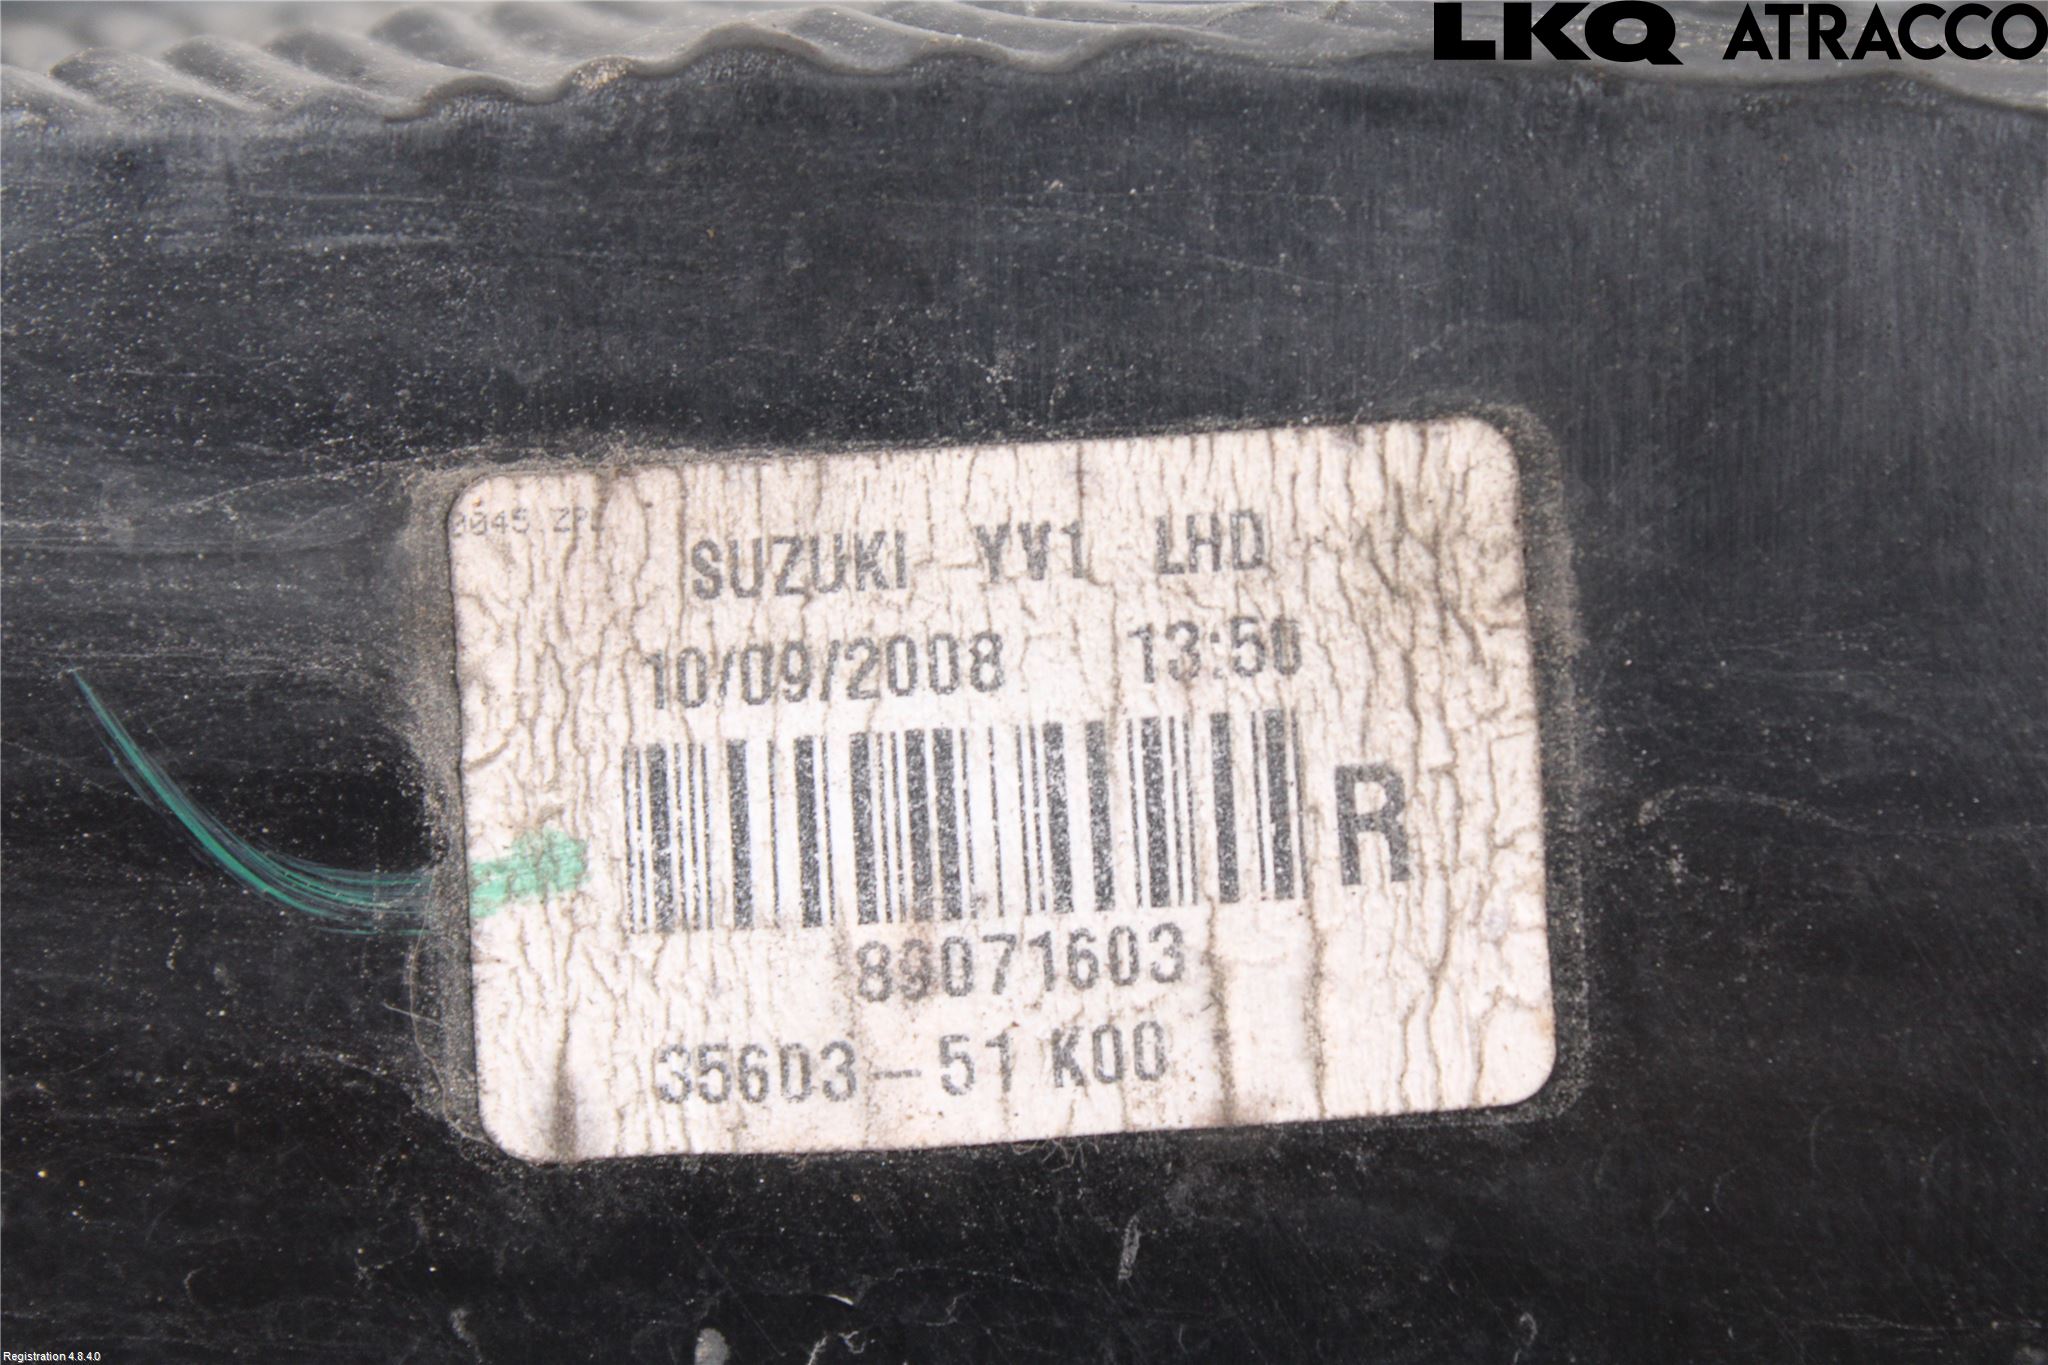 LKQ ATRACCO
SUZUKI YV1 LHD
10/09/2008 13:50
R
89071603
35603-51K00
Registration 4.8.4.0